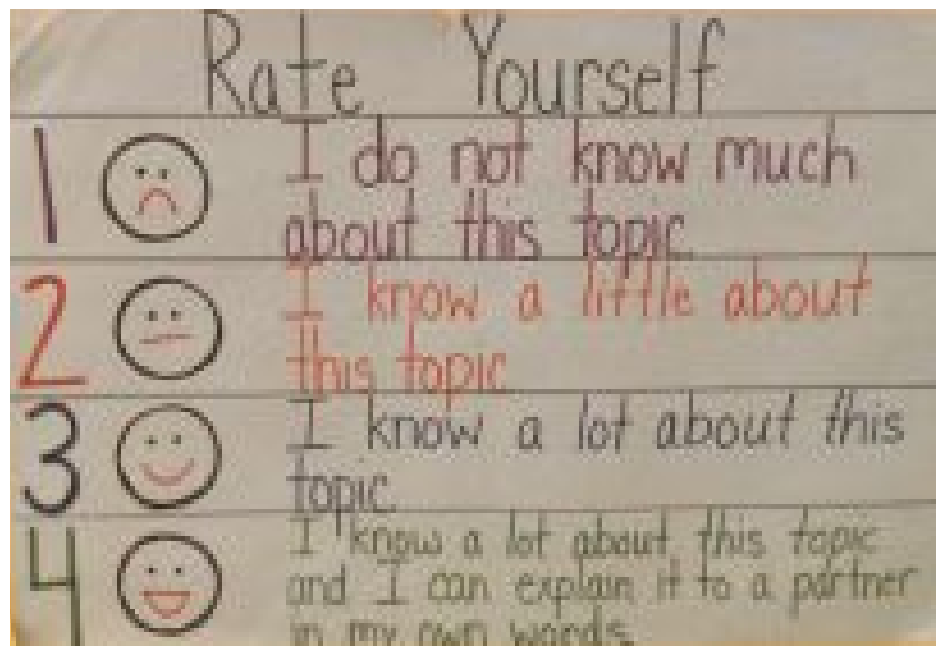 Rate Yourself
1 I do not know much
about this topic.
2 I know a little about
this topic
3 I know a lot about this
topic
4 I know a lot about this topic
and I can explain it to a partner
in my own words.